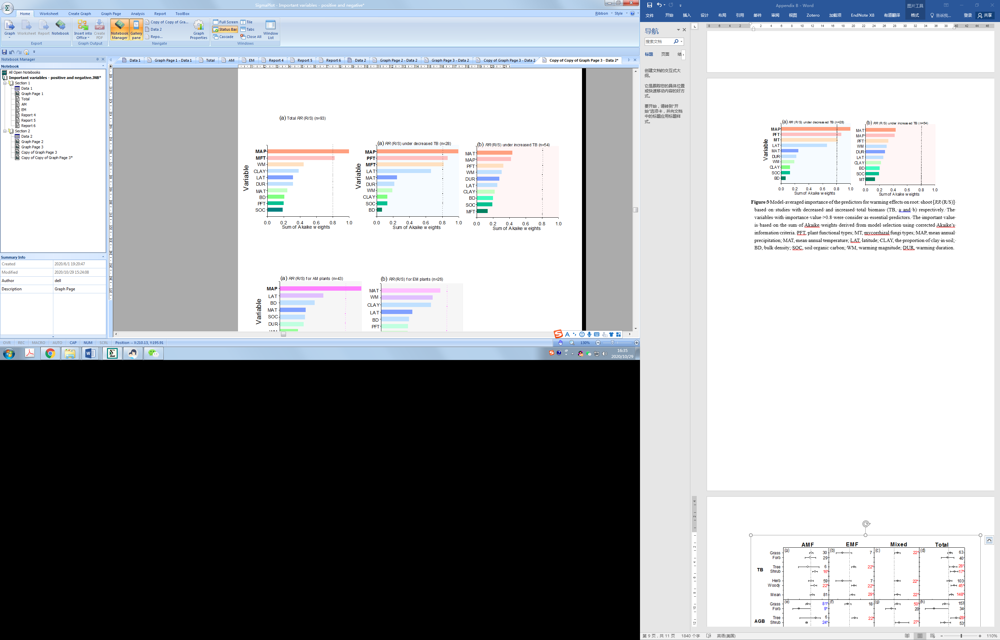 SigmaPlot - Important variables - positive and negative*
Home Worksheet Create Graph Graph Page Analysis Report ToolBox
Ribbon Style
Graph Worksheet Report Notebook
Insert into Office Create PDF
Notebook Manager Gallery pane
Copy of Copy of Gra...
Data 2
Repo...
Graph Properties
Full Screen Tile
Status Bar Tabs
Cascade Close All
Window List
Export Graph Output Navigate Windows
Notebook Manager
Data 1 Graph Page 1 - Data 1 Total AM EM Report 4 Report 5 Report 6 Data 2 Graph Page 2 - Data 2 Graph Page 3 - Data 2 Copy of Graph Page 3 - Data 2 Copy of Copy of Graph Page 3 - Data 2*
Notebook
All Open Notebooks
Important variables - positive and negative.JNB*
Section 1
Data 1
Graph Page 1
Total
AM
EM
Report 4
Report 5
Report 6
Section 2
Data 2
Graph Page 2
Graph Page 3
Copy of Graph Page 3
Copy of Copy of Graph Page 3*
Summary Info
Created 2020/6/1 19:20:47
Modified 2020/10/29 15:24:08
Author dell
Description Graph Page
(a) Total RR (R/S) (n=93)
Variable
MAP
MFT
WM
CLAY
LAT
DUR
MAT
BD
PFT
SOC
0.0 0.2 0.4 0.6 0.8 1.0
Sum of Akaike weights
(a) RR (R/S) under decreased TB (n=28)
Variable
MAP
PFT
MFT
LAT
MAT
DUR
WM
CLAY
SOC
BD
0.0 0.2 0.4 0.6 0.8 1.0
Sum of Akaike weights
(b) RR (R/S) under increased TB (n=54)
MAT
MAP
PFT
WM
DUR
LAT
CLAY
BD
SOC
MFT
0.0 0.2 0.4 0.6 0.8 1.0
Sum of Akaike weights
(a) RR (R/S) for AM plants (n=43)
Variable
MAP
LAT
BD
MAT
SOC
DUR
WM
(b) RR (R/S) for EM plants (n=26)
MAT
WM
CLAY
LAT
BD
PFT
OVR REC MACRO AUTO CAP NUM SCRL Position -- X:210.13, Y:195.91
130%
16:35
2020/10/29
Appendix B - Word
图片工具
文件 开始 插入 设计 布局 引用 邮件 审阅 视图 Zotero 加载项 EndNote X8 有道翻译 格式 告诉我... 登录 共享
导航
搜索文档
标题 页面 结
创建文档的交互式大
纲。
它是跟踪您的具体位置
或快速移动内容的好方
式。
要开始，请转到“开
始”选项卡，并向文档
中的标题应用标题样
式。
(a) RR (R/S) under decreased TB (n=28)
Variable
MAP
PFT
MT
LAT
MAT
DUR
WM
CLAY
SOC
BD
0.0 0.2 0.4 0.6 0.8 1.0
Sum of Akaike weights
(b) RR (R/S) under increased TB (n=54)
MAT
MAP
PFT
WM
DUR
LAT
CLAY
BD
SOC
MT
0.0 0.2 0.4 0.6 0.8 1.0
Sum of Akaike weights
Figure 3 Model-averaged importance of the predictors for warming effects on root: shoot [RR (R/S)]
based on studies with decreased and increased total biomass (TB, a and b) respectively. The
variables with importance value >0.8 were consider as essential predictors. The important value
is based on the sum of Akaike weights derived from model selection using corrected Akaike’s
information criteria. PFT, plant functional types; MT, mycorrhizal fungi types; MAP, mean annual
precipitation; MAT, mean annual temperature; LAT, latitude; CLAY, the proportion of clay in soil;
BD, bulk density; SOC, soil organic carbon; WM, warming magnitude; DUR, warming duration.
AMF EMF Mixed Total
(a) (b) (c) (d)
TB
Grass 30 7 22* 63
Forb 29 40
Tree 6 22* 28*
Shrub 16* 17*
Herb 59 7 22* 103
Woody 22* 22* 45*
Mean 81 29* 22* 148*
(e) (f) (g) (h)
AGB
Grass 81* 18 50* 157
Forb 9* 20 34
Tree 6 22* 28*
Shrub 24* 27* 53
第 9 页，共 11 页 1840 个字 英语(美国) 110%